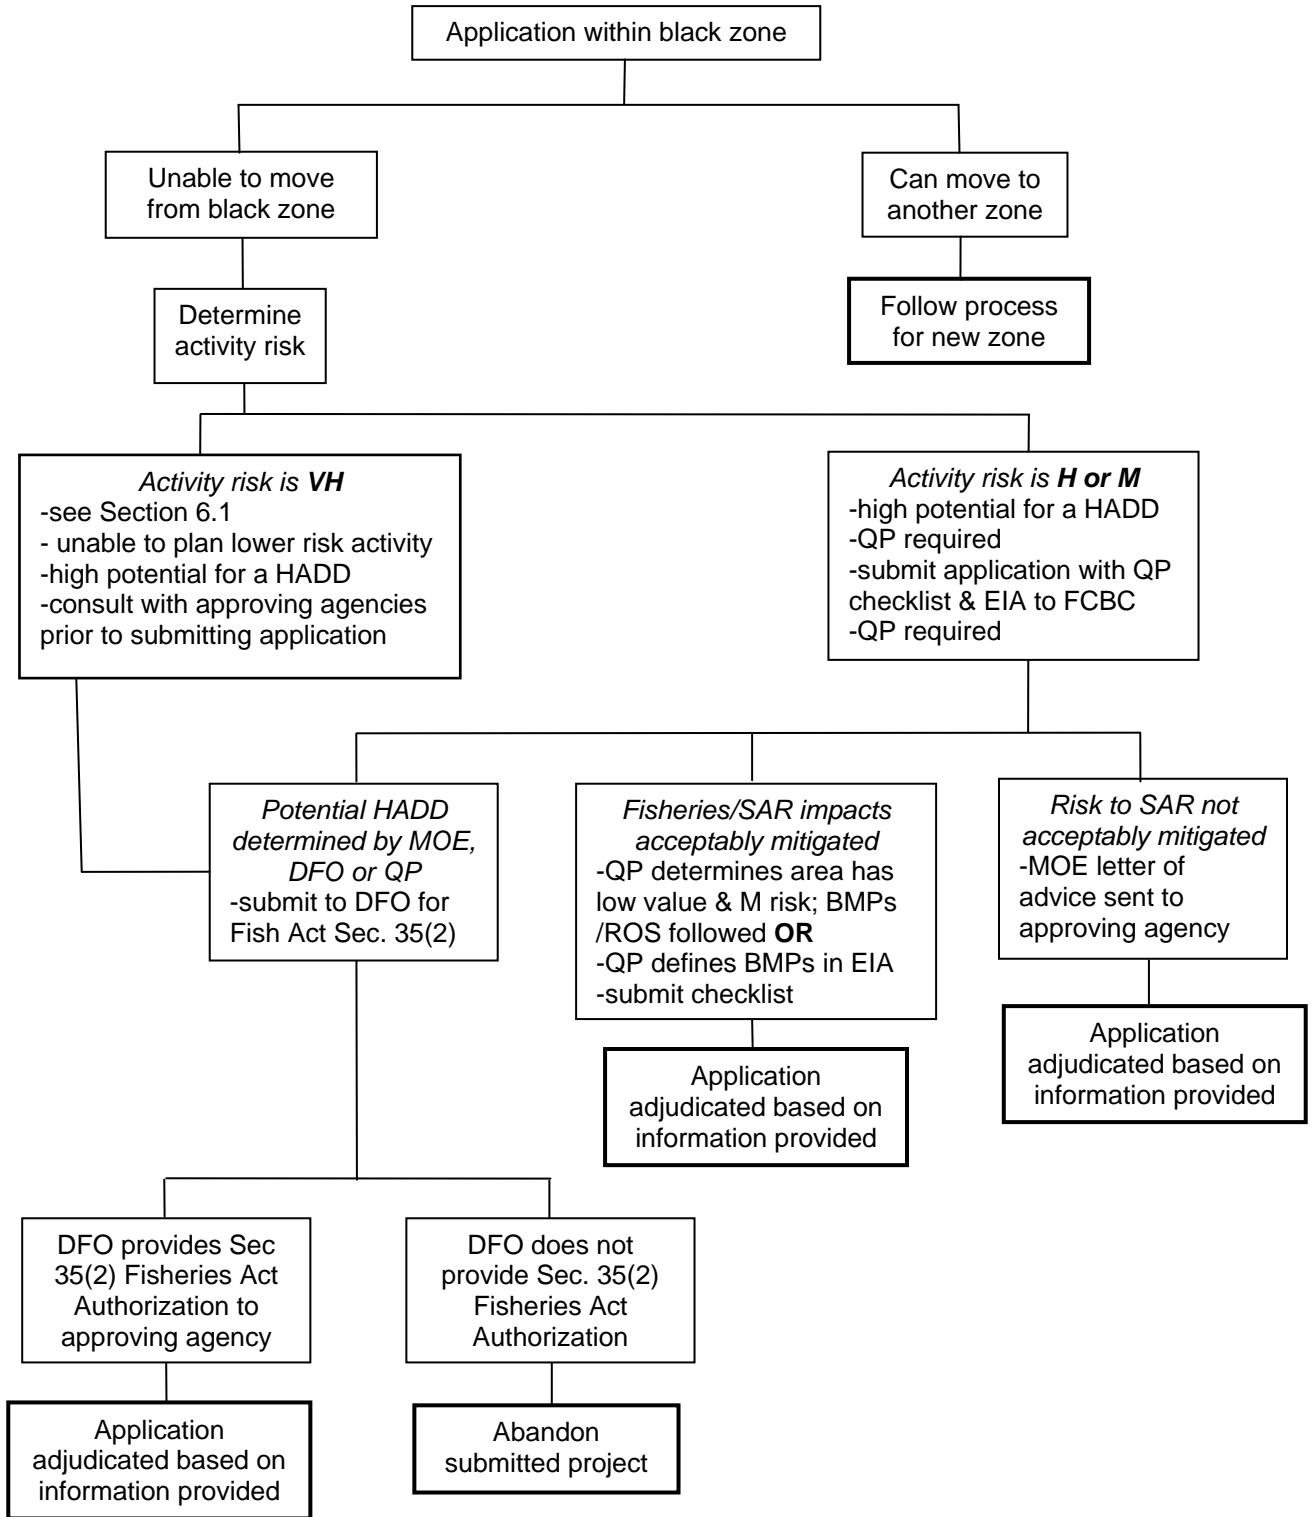 Application within black zone
Unable to move
from black zone
Can move to
another zone
Determine
activity risk
Follow process
for new zone
Activity risk is VH
-see Section 6.1
- unable to plan lower risk activity
-high potential for a HADD
-consult with approving agencies
prior to submitting application
Activity risk is H or M
-high potential for a HADD
-QP required
-submit application with QP
checklist & EIA to FCBC
-QP required
Potential HADD
determined by MOE,
DFO or QP
-submit to DFO for
Fish Act Sec. 35(2)
Fisheries/SAR impacts
acceptably mitigated
-QP determines area has
low value & M risk; BMPs
/ROS followed OR
-QP defines BMPs in EIA
-submit checklist
Risk to SAR not
acceptably mitigated
-MOE letter of
advice sent to
approving agency
Application
adjudicated based on
information provided
Application
adjudicated based on
information provided
DFO provides Sec
35(2) Fisheries Act
Authorization to
approving agency
DFO does not
provide Sec. 35(2)
Fisheries Act
Authorization
Application
adjudicated based on
information provided
Abandon
submitted project